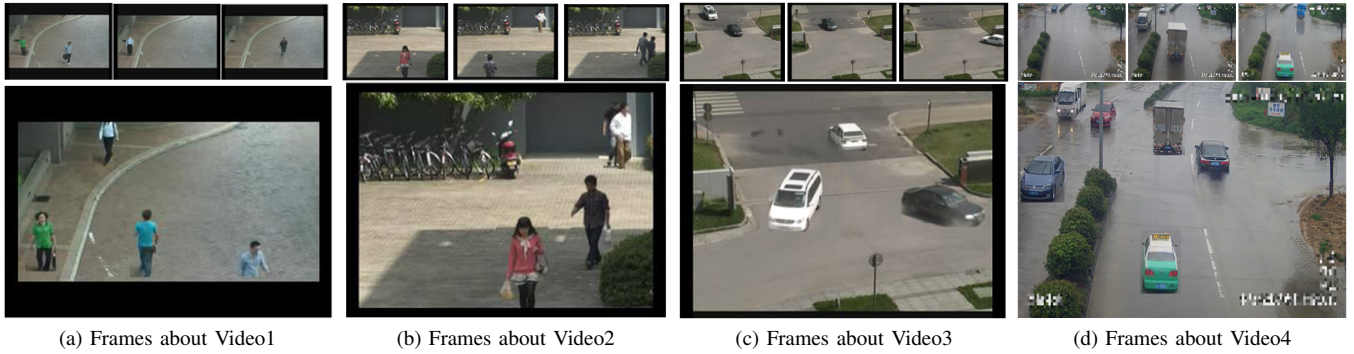 (a) Frames about Video1
(b) Frames about Video2
(c) Frames about Video3
(d) Frames about Video4